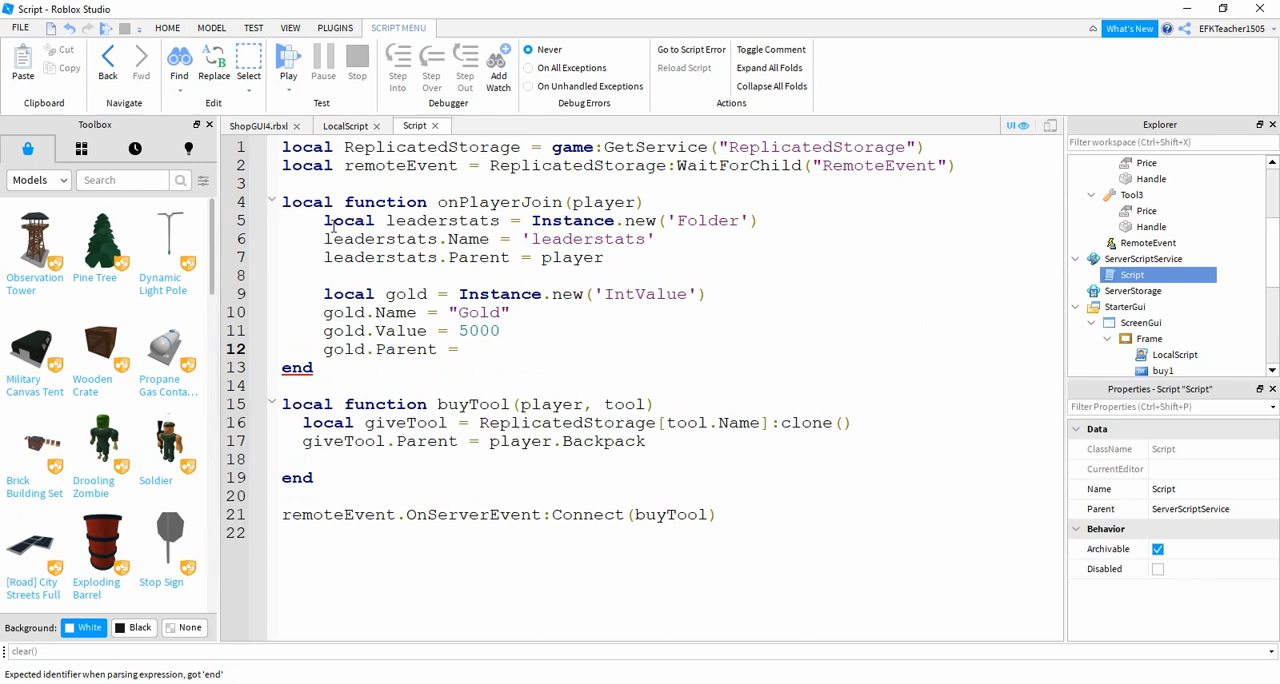 Script - Roblox Studio
FILE HOME MODEL TEST VIEW PLUGINS SCRIPT MENU What's New EFKTeacher1505
Paste Cut Copy Back Fwd Find Replace Select Play Pause Stop Step Into Step Over Step Out Add Watch
Never
On All Exceptions
On Unhandled Exceptions
Go to Script Error
Reload Script
Toggle Comment
Expand All Folds
Collapse All Folds
Clipboard Navigate Edit Test Debugger Debug Errors Actions
Toolbox
Models Search
Observation Tower
Pine Tree
Dynamic Light Pole
Military Canvas Tent
Wooden Crate
Propane Gas Conta...
Brick Building Set
Drooling Zombie
Soldier
[Road] City Streets Full
Exploding Barrel
Stop Sign
Background: White Black None
ShopGUI4.rbxl LocalScript Script UI
1 local ReplicatedStorage = game:GetService("ReplicatedStorage")
2 local remoteEvent = ReplicatedStorage:WaitForChild("RemoteEvent")
3
4 local function onPlayerJoin(player)
5 local leaderstats = Instance.new('Folder')
6 leaderstats.Name = 'leaderstats'
7 leaderstats.Parent = player
8
9 local gold = Instance.new('IntValue')
10 gold.Name = "Gold"
11 gold.Value = 5000
12 gold.Parent =
13 end
14
15 local function buyTool(player, tool)
16 local giveTool = ReplicatedStorage[tool.Name]:clone()
17 giveTool.Parent = player.Backpack
18
19 end
20
21 remoteEvent.OnServerEvent:Connect(buyTool)
22
Explorer
Filter workspace (Ctrl+Shift+X)
Price
Handle
Tool3
Price
Handle
RemoteEvent
ServerScriptService
Script
ServerStorage
StarterGui
ScreenGui
Frame
LocalScript
buy1
Properties - Script "Script"
Filter Properties (Ctrl+Shift+P)
Data
ClassName Script
CurrentEditor
Name Script
Parent ServerScriptService
Behavior
Archivable
Disabled
clear()
Expected identifier when parsing expression, got 'end'